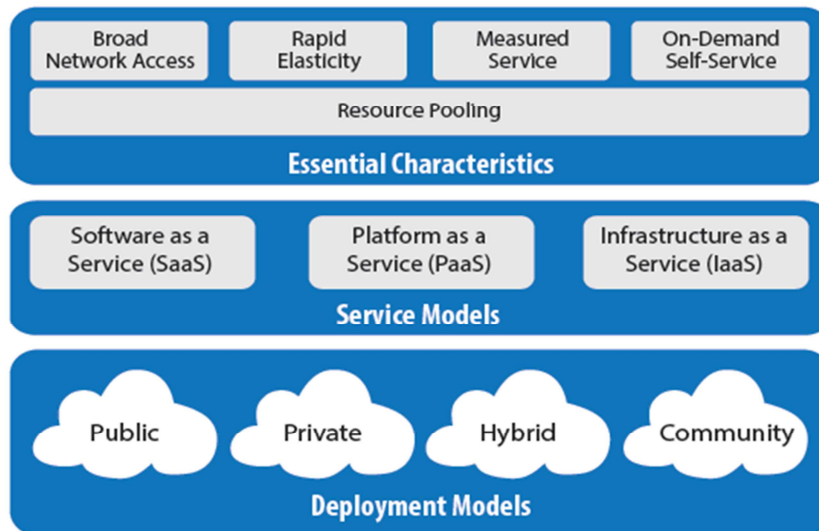 Broad
Network Access
Rapid
Elasticity
Measured
Service
On-Demand
Self-Service
Resource Pooling
Essential Characteristics
Software as a
Service (SaaS)
Platform as a
Service (PaaS)
Infrastructure as a
Service (IaaS)
Service Models
Public
Private
Hybrid
Community
Deployment Models